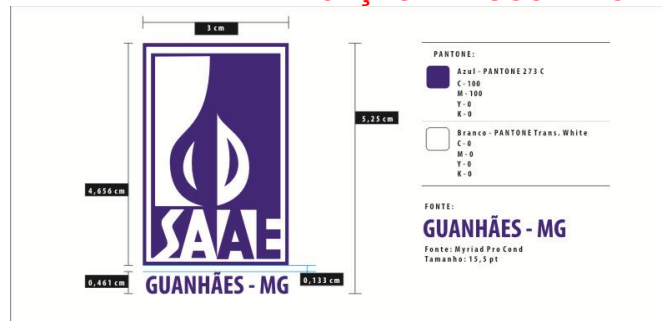 3 cm
5,25 cm
4,656 cm
0,461 cm
0,133 cm
SAAE
GUANHÃES - MG
PANTONE:
Azul - PANTONE 273 C
C - 100
M - 100
Y - 0
K - 0
Branco - PANTONE Trans. White
C - 0
M - 0
Y - 0
K - 0
FONTE:
GUANHÃES - MG
Fonte: Myriad Pro Cond
Tamanho: 15,5 pt